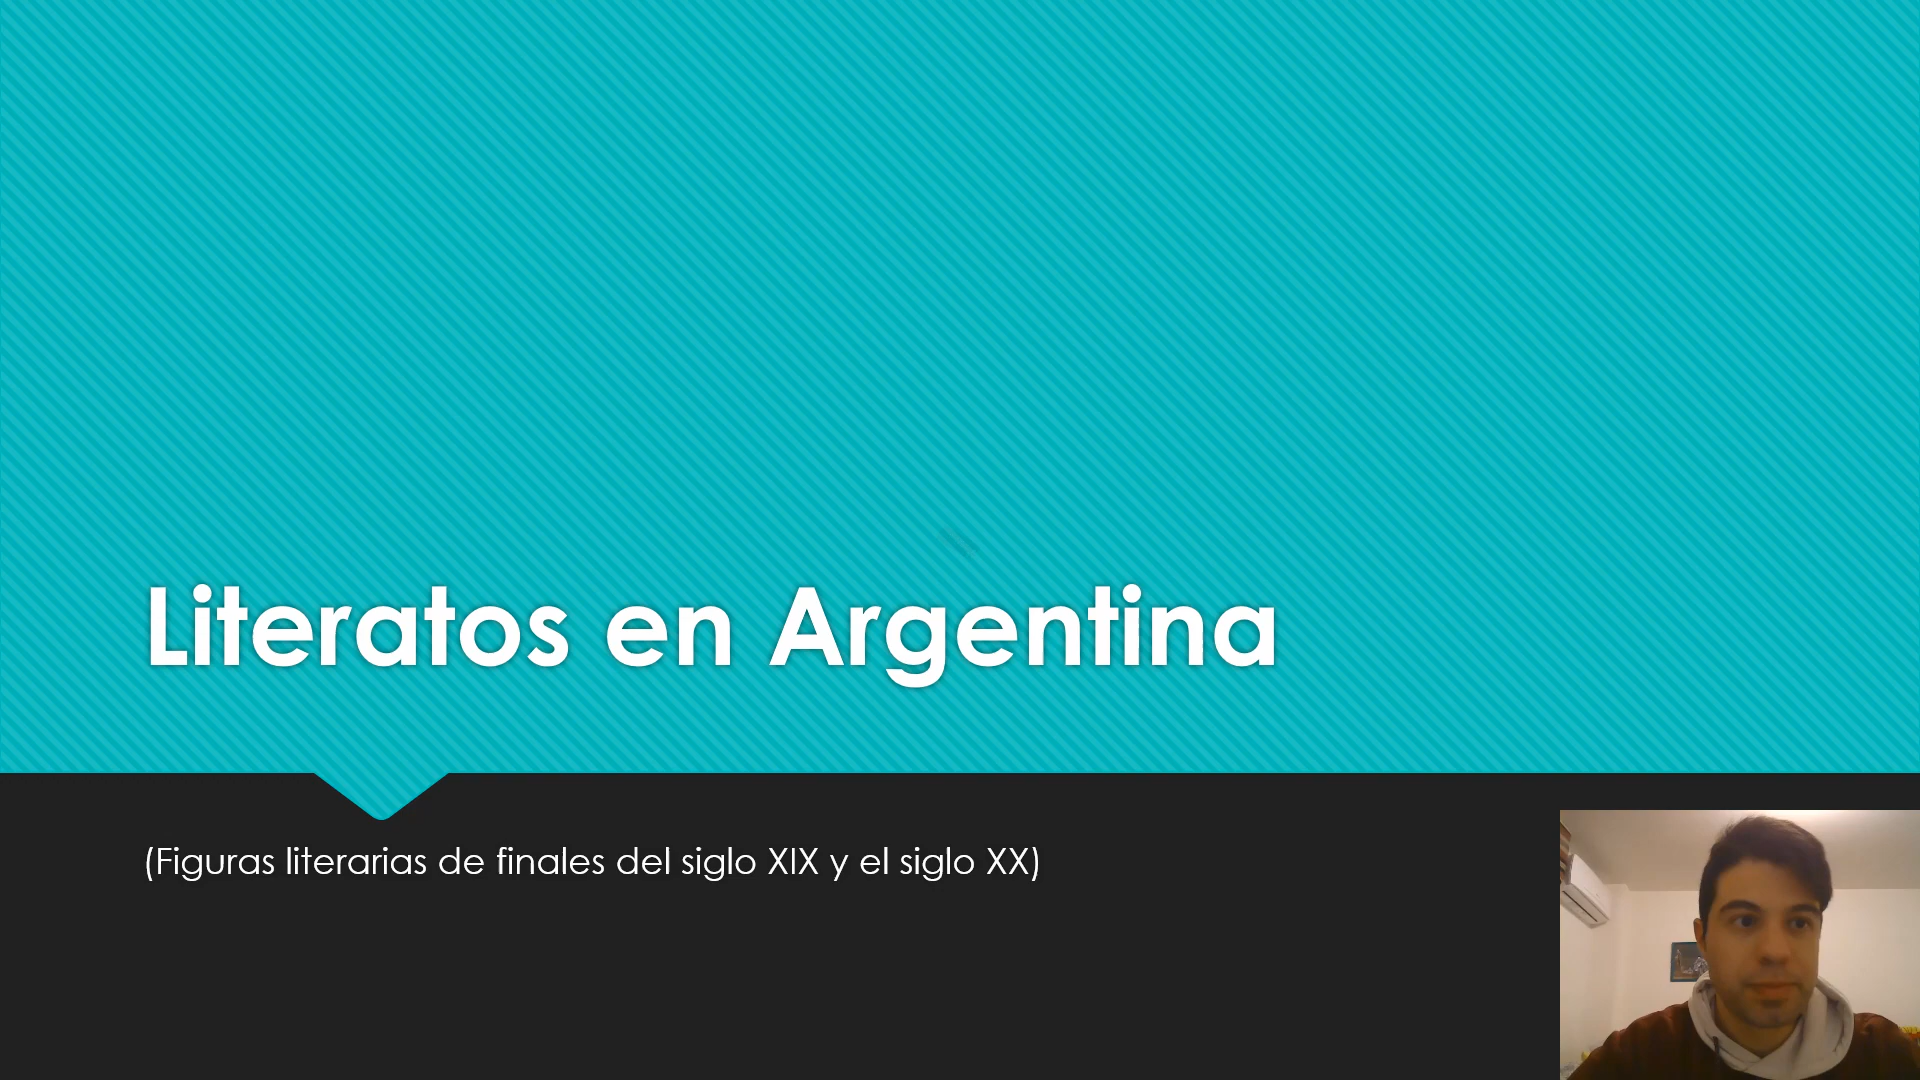 Literatos en Argentina
(Figuras literarias de finales del siglo XIX y el siglo XX)